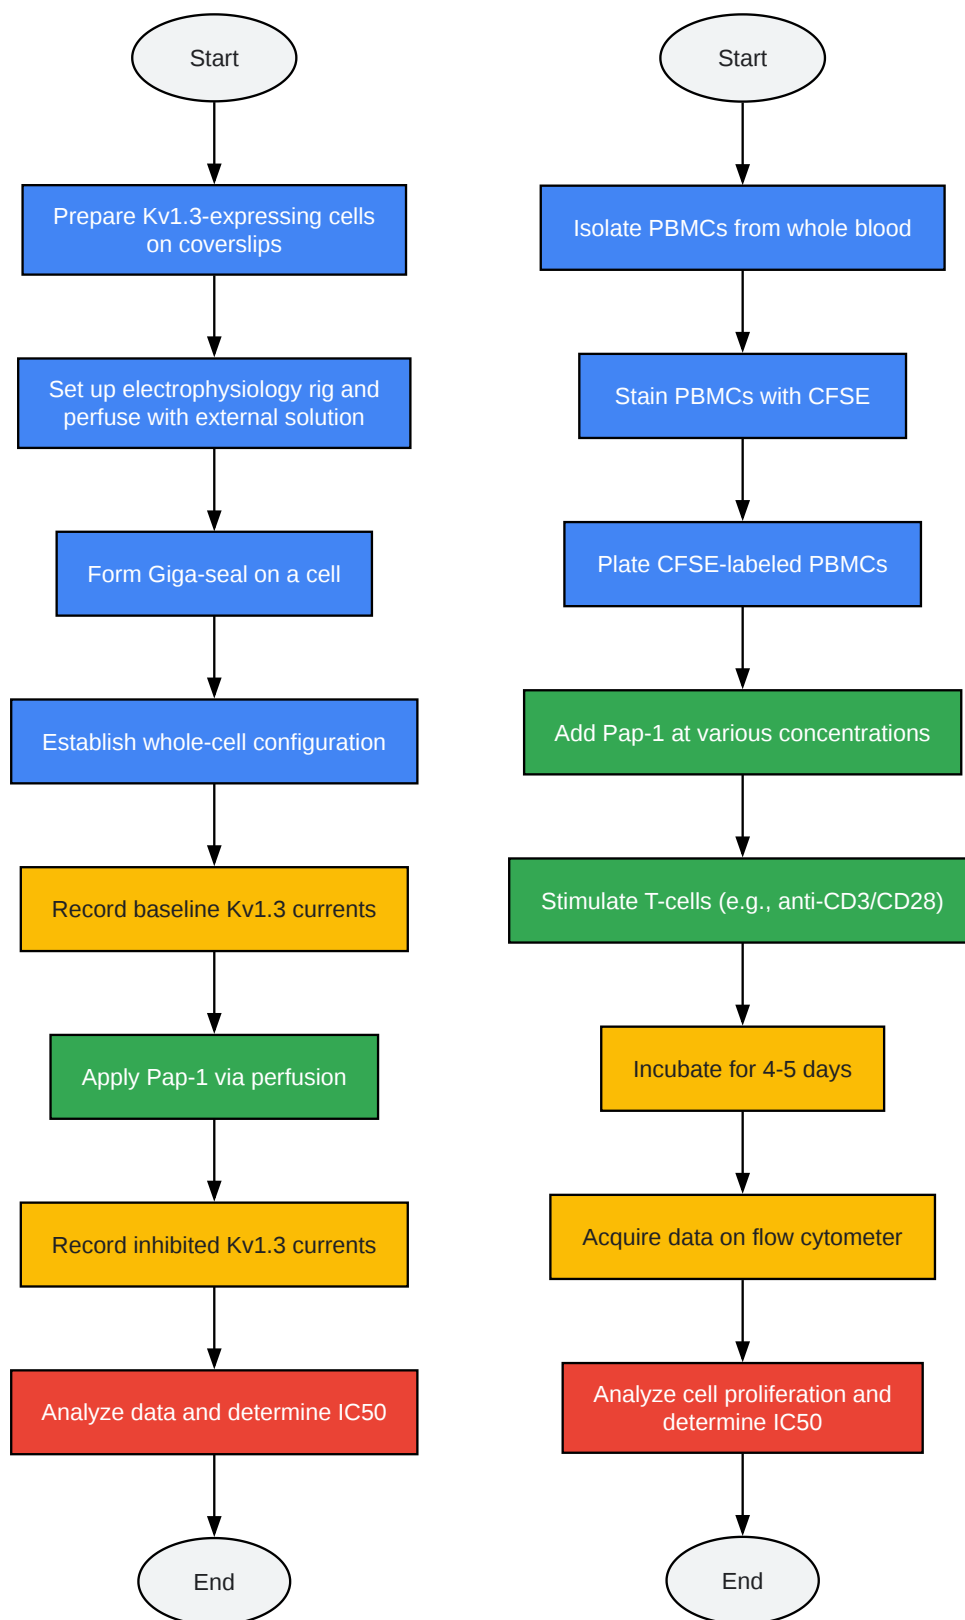 Start
Prepare Kv1.3-expressing cells
on coverslips
Set up electrophysiology rig and
perfuse with external solution
Form Giga-seal on a cell
Establish whole-cell configuration
Record baseline Kv1.3 currents
Apply Pap-1 via perfusion
Record inhibited Kv1.3 currents
Analyze data and determine IC50
End
Start
Isolate PBMCs from whole blood
Stain PBMCs with CFSE
Plate CFSE-labeled PBMCs
Add Pap-1 at various concentrations
Stimulate T-cells (e.g., anti-CD3/CD28)
Incubate for 4-5 days
Acquire data on flow cytometer
Analyze cell proliferation and
determine IC50
End